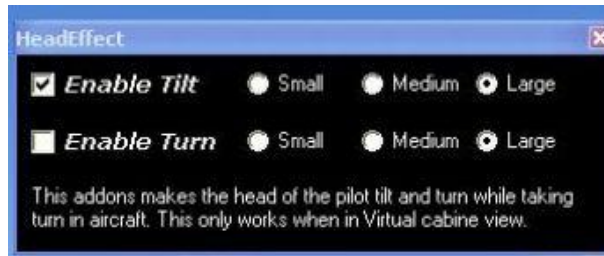 HeadEffect
Enable Tilt Small Medium Large
Enable Turn Small Medium Large
This addons makes the head of the pilot tilt and turn while taking
turn in aircraft. This only works when in Virtual cabine view.